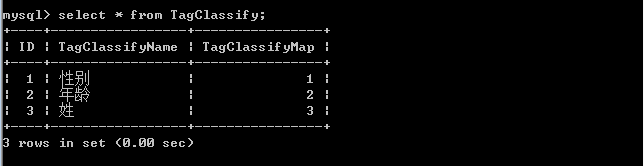 mysql> select * from TagClassify;
+----+-----------------+----------------+
| ID | TagClassifyName | TagClassifyMap |
+----+-----------------+----------------+
| 1 | 性别 | 1 |
| 2 | 年龄 | 2 |
| 3 | 姓 | 3 |
+----+-----------------+----------------+
3 rows in set (0.00 sec)